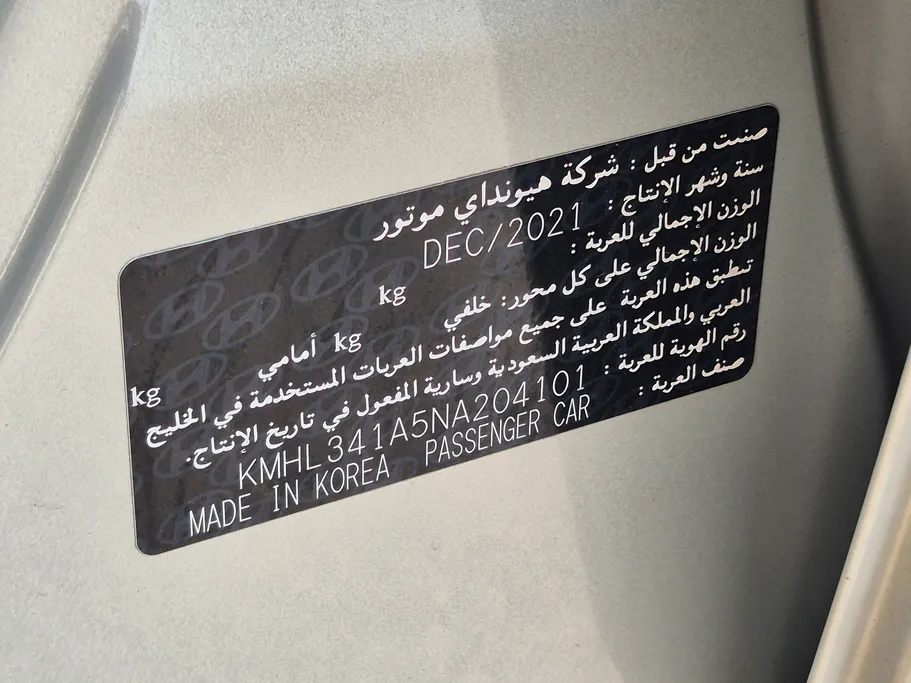 صنعت من قبل : شركة هيونداي موتور
سنة وشهر الإنتاج : DEC/2021
الوزن الإجمالي للعربة : kg
الوزن الإجمالي على كل محور: خلفي kg أمامي kg
تنطبق هذه العربة على جميع مواصفات العربات المستخدمة في الخليج
العربي والمملكة العربية السعودية وسارية المفعول في تاريخ الإنتاج.
رقم الهوية للعربة : KMHL341A5NA204101
صنف العربة : PASSENGER CAR MADE IN KOREA